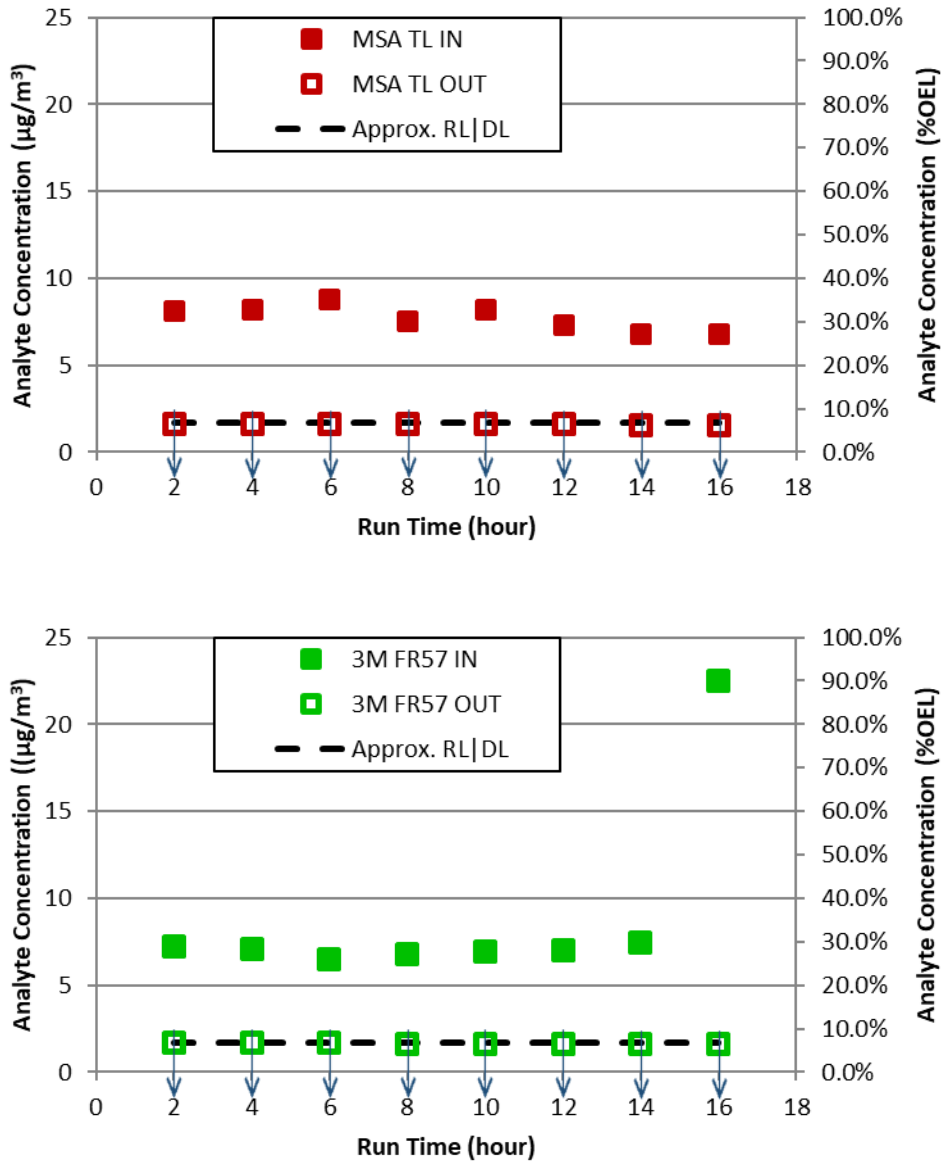 25
20
15
10
5
0
Analyte Concentration (µg/m³)
MSA TL IN
MSA TL OUT
Approx. RL|DL
100.0%
90.0%
80.0%
70.0%
60.0%
50.0%
40.0%
30.0%
20.0%
10.0%
0.0%
Analyte Concentration (%OEL)
0 2 4 6 8 10 12 14 16 18
Run Time (hour)
25
20
15
10
5
0
Analyte Concentration ((µg/m³)
3M FR57 IN
3M FR57 OUT
Approx. RL|DL
100.0%
90.0%
80.0%
70.0%
60.0%
50.0%
40.0%
30.0%
20.0%
10.0%
0.0%
Analyte Concentration (%OEL)
0 2 4 6 8 10 12 14 16 18
Run Time (hour)